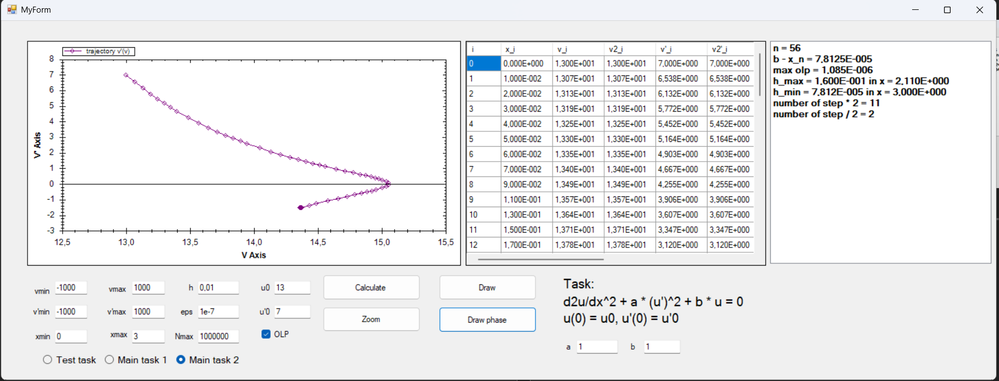 MyForm
trajectory v'(v)
8
7
6
5
4
3
2
1
0
-1
-2
-3
V' Axis
12,5 13,0 13,5 14,0 14,5 15,0 15,5
V Axis
i x_i v_i v2_i v'_i v2'_i
0 0,000E+000 1,300E+001 1,300E+001 7,000E+000 7,000E+000
1 1,000E-002 1,307E+001 1,307E+001 6,538E+000 6,538E+000
2 2,000E-002 1,313E+001 1,313E+001 6,132E+000 6,132E+000
3 3,000E-002 1,319E+001 1,319E+001 5,772E+000 5,772E+000
4 4,000E-002 1,325E+001 1,325E+001 5,452E+000 5,452E+000
5 5,000E-002 1,330E+001 1,330E+001 5,164E+000 5,164E+000
6 6,000E-002 1,335E+001 1,335E+001 4,903E+000 4,903E+000
7 7,000E-002 1,340E+001 1,340E+001 4,667E+000 4,667E+000
8 9,000E-002 1,349E+001 1,349E+001 4,255E+000 4,255E+000
9 1,100E-001 1,357E+001 1,357E+001 3,906E+000 3,906E+000
10 1,300E-001 1,364E+001 1,364E+001 3,607E+000 3,607E+000
11 1,500E-001 1,371E+001 1,371E+001 3,347E+000 3,347E+000
12 1,700E-001 1,378E+001 1,378E+001 3,120E+000 3,120E+000
n = 56
b - x_n = 7,8125E-005
max olp = 1,085E-006
h_max = 1,600E-001 in x = 2,110E+000
h_min = 7,812E-005 in x = 3,000E+000
number of step * 2 = 11
number of step / 2 = 2
vmin -1000 vmax 1000 h 0,01 u0 13 Calculate Draw
v'min -1000 v'max 1000 eps 1e-7 u'0 7 Zoom Draw phase
xmin 0 xmax 3 Nmax 1000000 OLP
Test task Main task 1 Main task 2
Task:
d2u/dx^2 + a * (u')^2 + b * u = 0
u(0) = u0, u'(0) = u'0
a 1 b 1